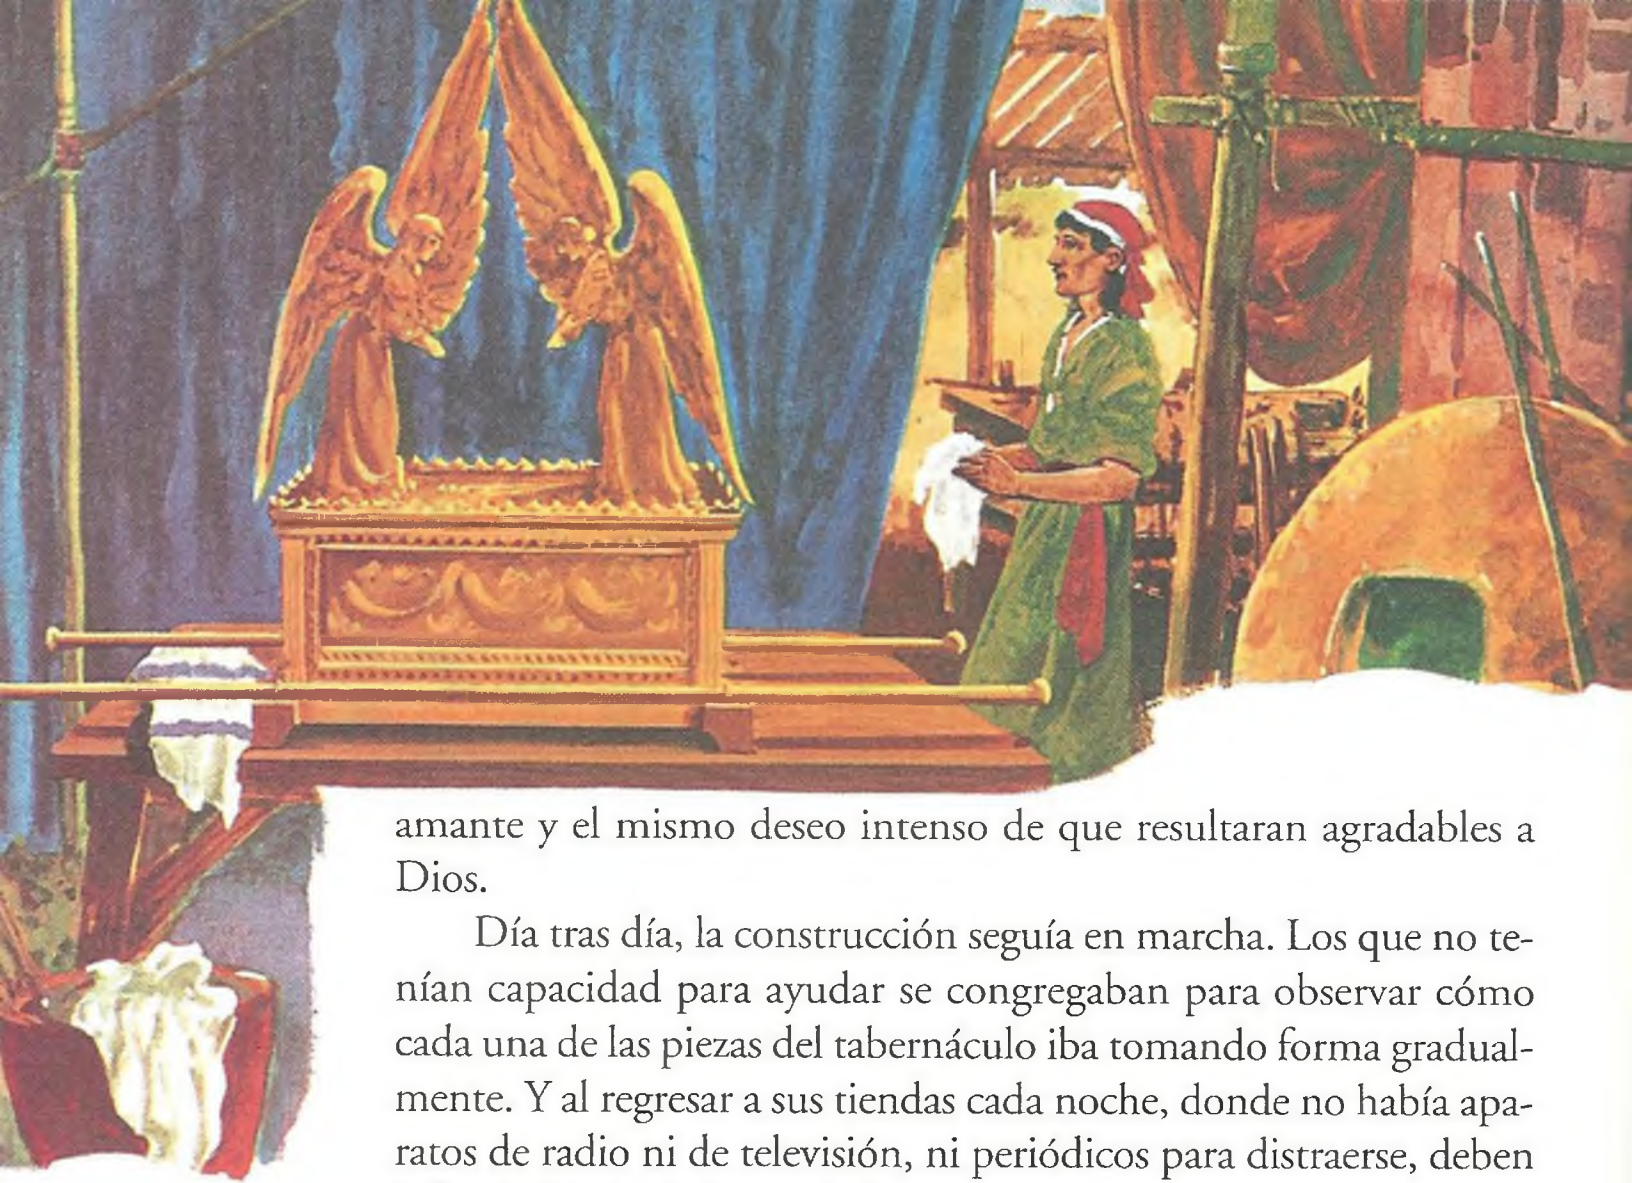 amante y el mismo deseo intenso de que resultaran agradables a
Dios.
Día tras día, la construcción seguía en marcha. Los que no te-
nían capacidad para ayudar se congregaban para observar cómo
cada una de las piezas del tabernáculo iba tomando forma gradual-
mente. Y al regresar a sus tiendas cada noche, donde no había apa-
ratos de radio ni de televisión, ni periódicos para distraerse, deben